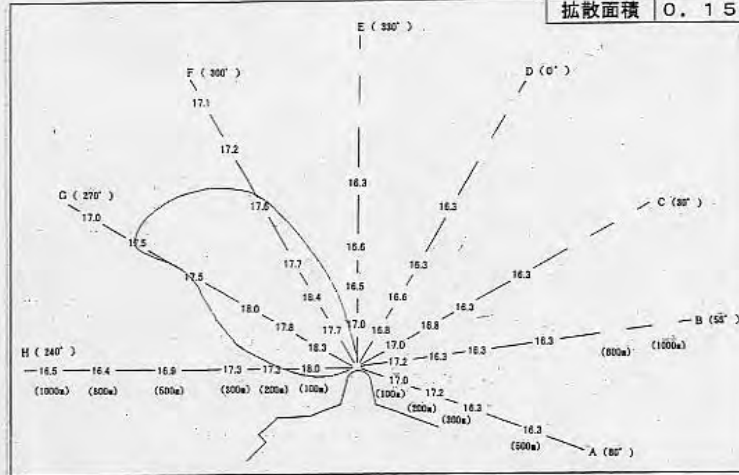 拡散面積 0.15
E (330°)
F (300°)
D (0°)
17.1
17.2
16.3
G (270°)
17.0
17.6
16.3
C (30°)
17.5
16.6
17.5
17.7
16.3
16.3
18.0
18.4
16.5
16.6
16.3
B (55°)
17.8
17.7
17.0
16.8
16.8
16.3
18.3
17.0
16.3
H (240°)
17.2
16.3
(600m)
(1000m)
16.5
16.4
16.9
17.3
17.3
18.0
17.0
(1000m)
(800m)
(500m)
(300m)
(200m)
(100m)
(100m)
17.2
(200m)
16.3
(300m)
16.3
(500m)
A (80°)